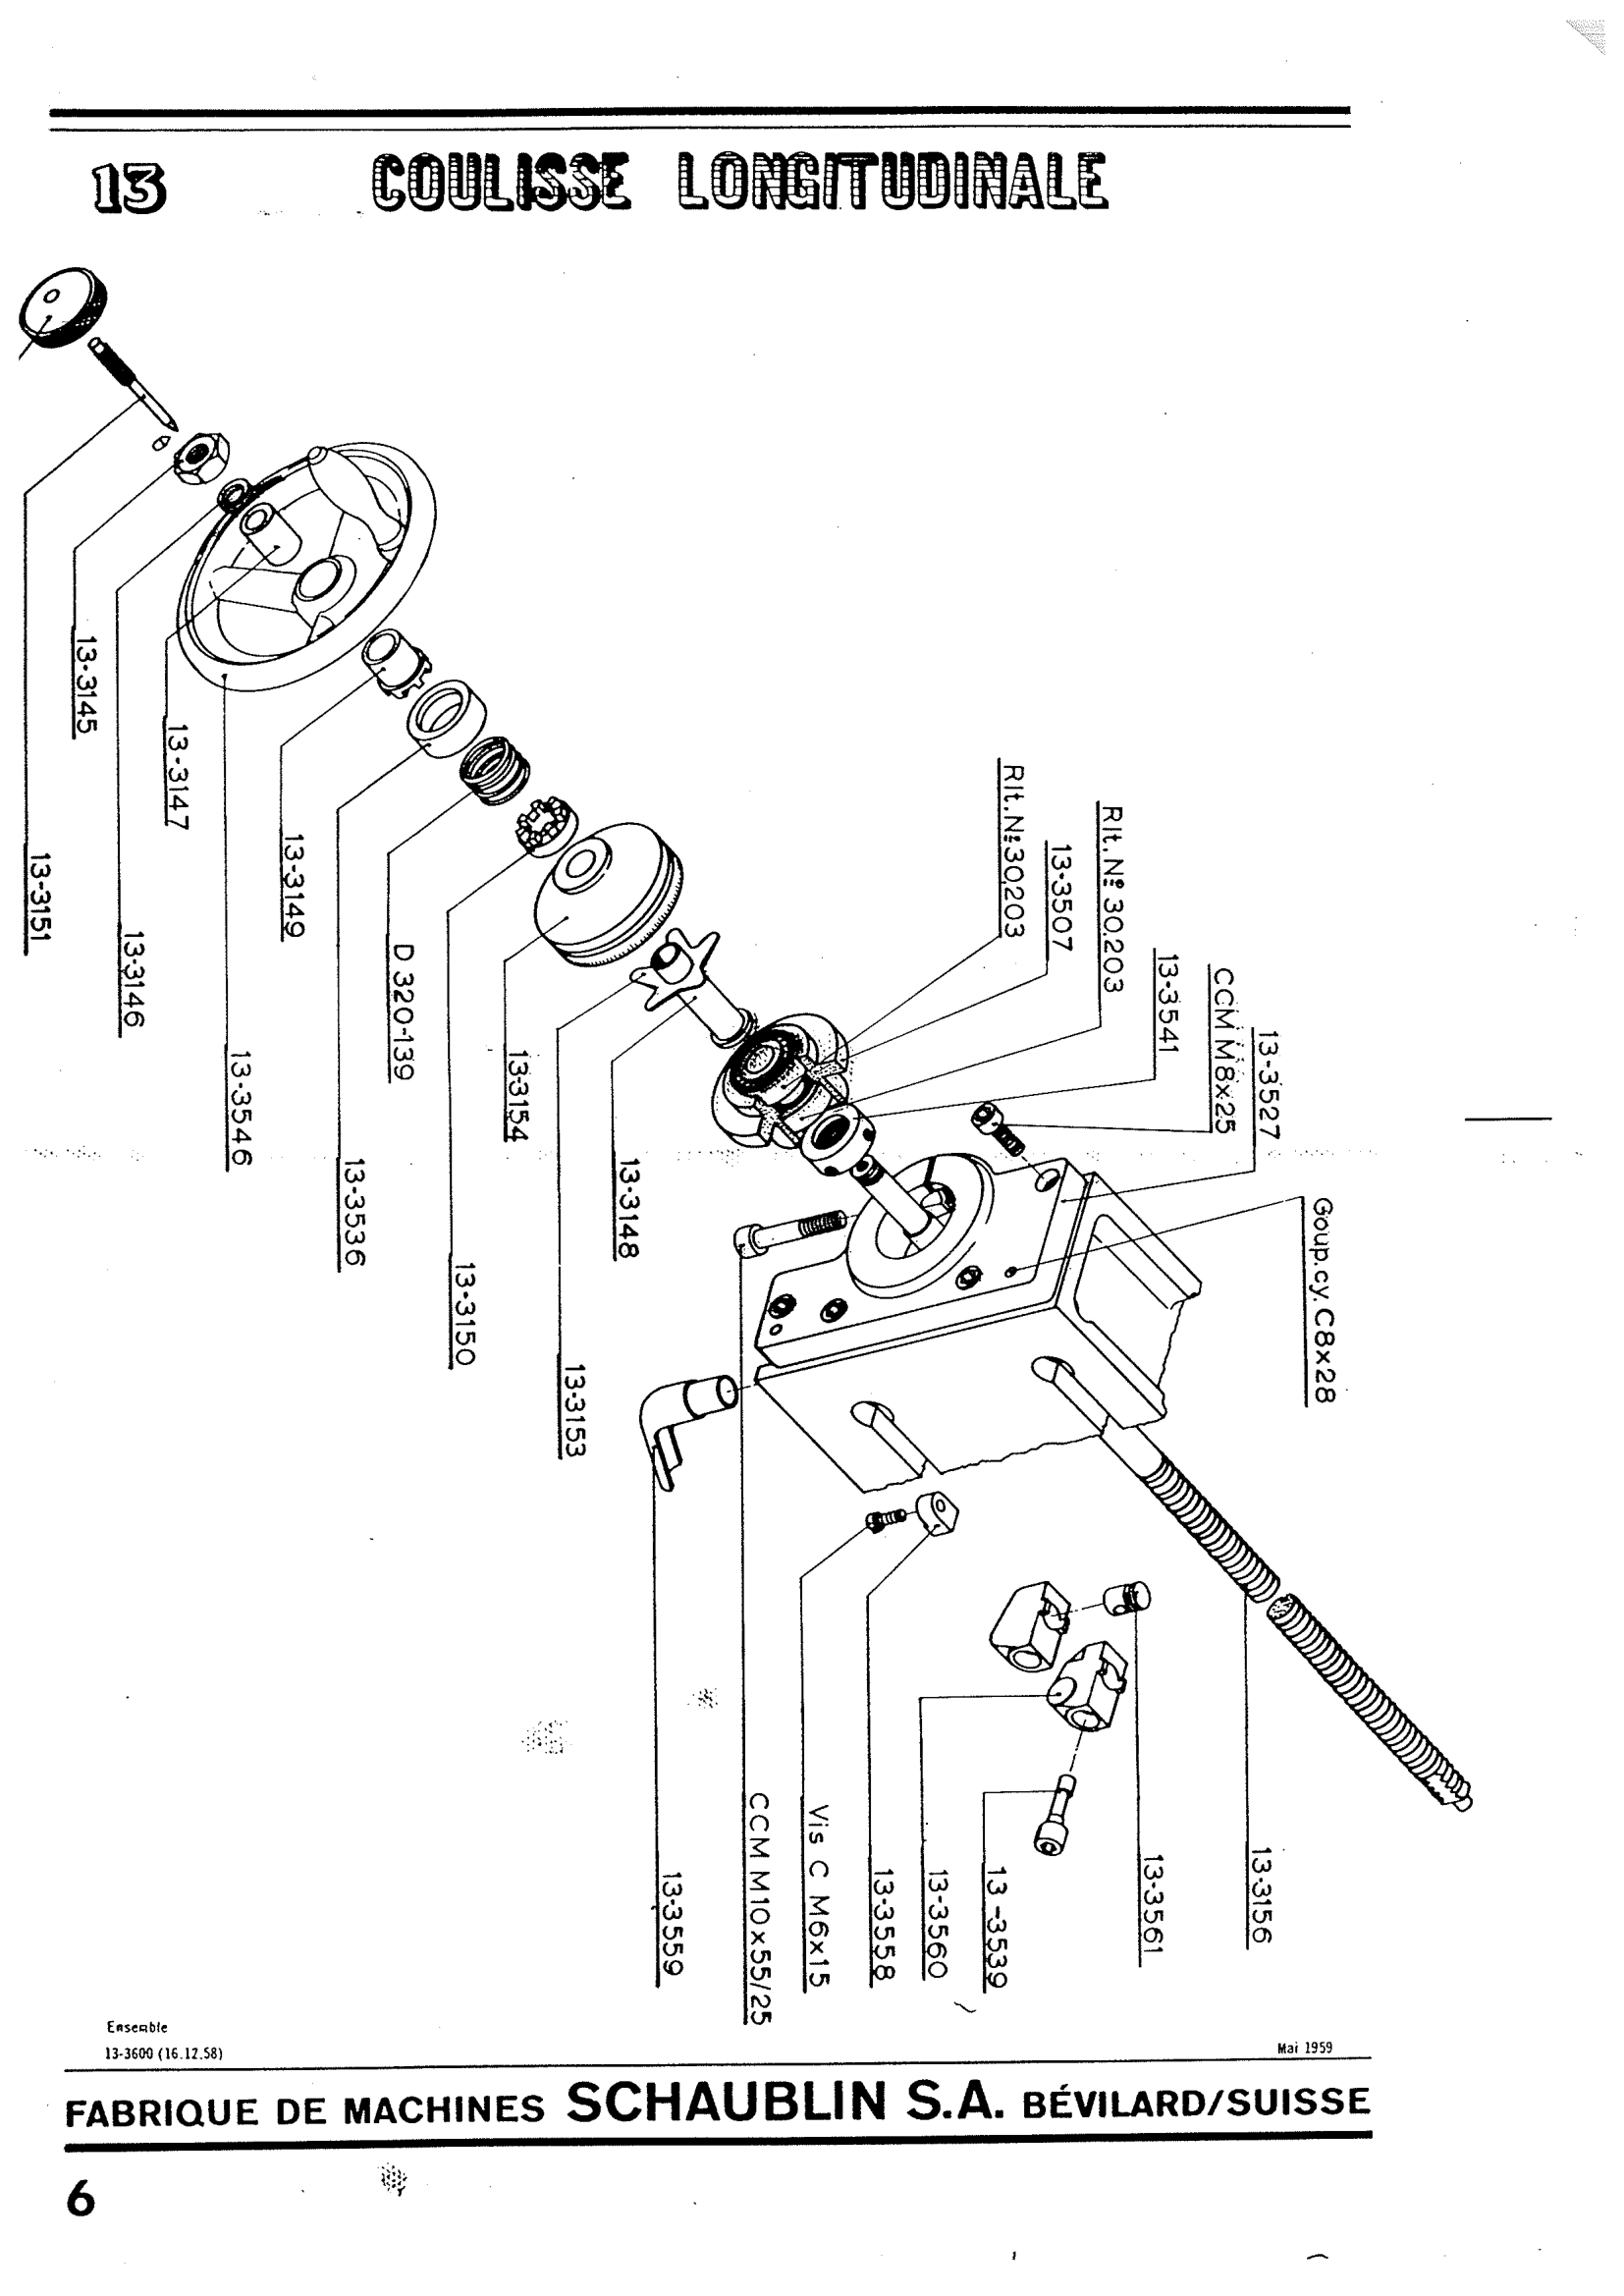 13 COULISSE LONGITUDINALE
13-3151
13-3145
13-3146
13-3147
13-3546
13-3149
13-3536
D 320-139
13-3150
13-3154
13-3153
13-3148
Rlt.Nº30.203
13-3507
Rlt.Nº 30.203
13-3541
CCM M8x25
13-3527
Goup.cy.C8x28
13-3559
CCM M10x55/25
Vis C M6x15
13-3558
13-3560
13-3539
13-3561
13-3156
Ensemble
13-3600 (16.12.58)
Mai 1959
FABRIQUE DE MACHINES SCHAUBLIN S.A. BÉVILARD/SUISSE
6